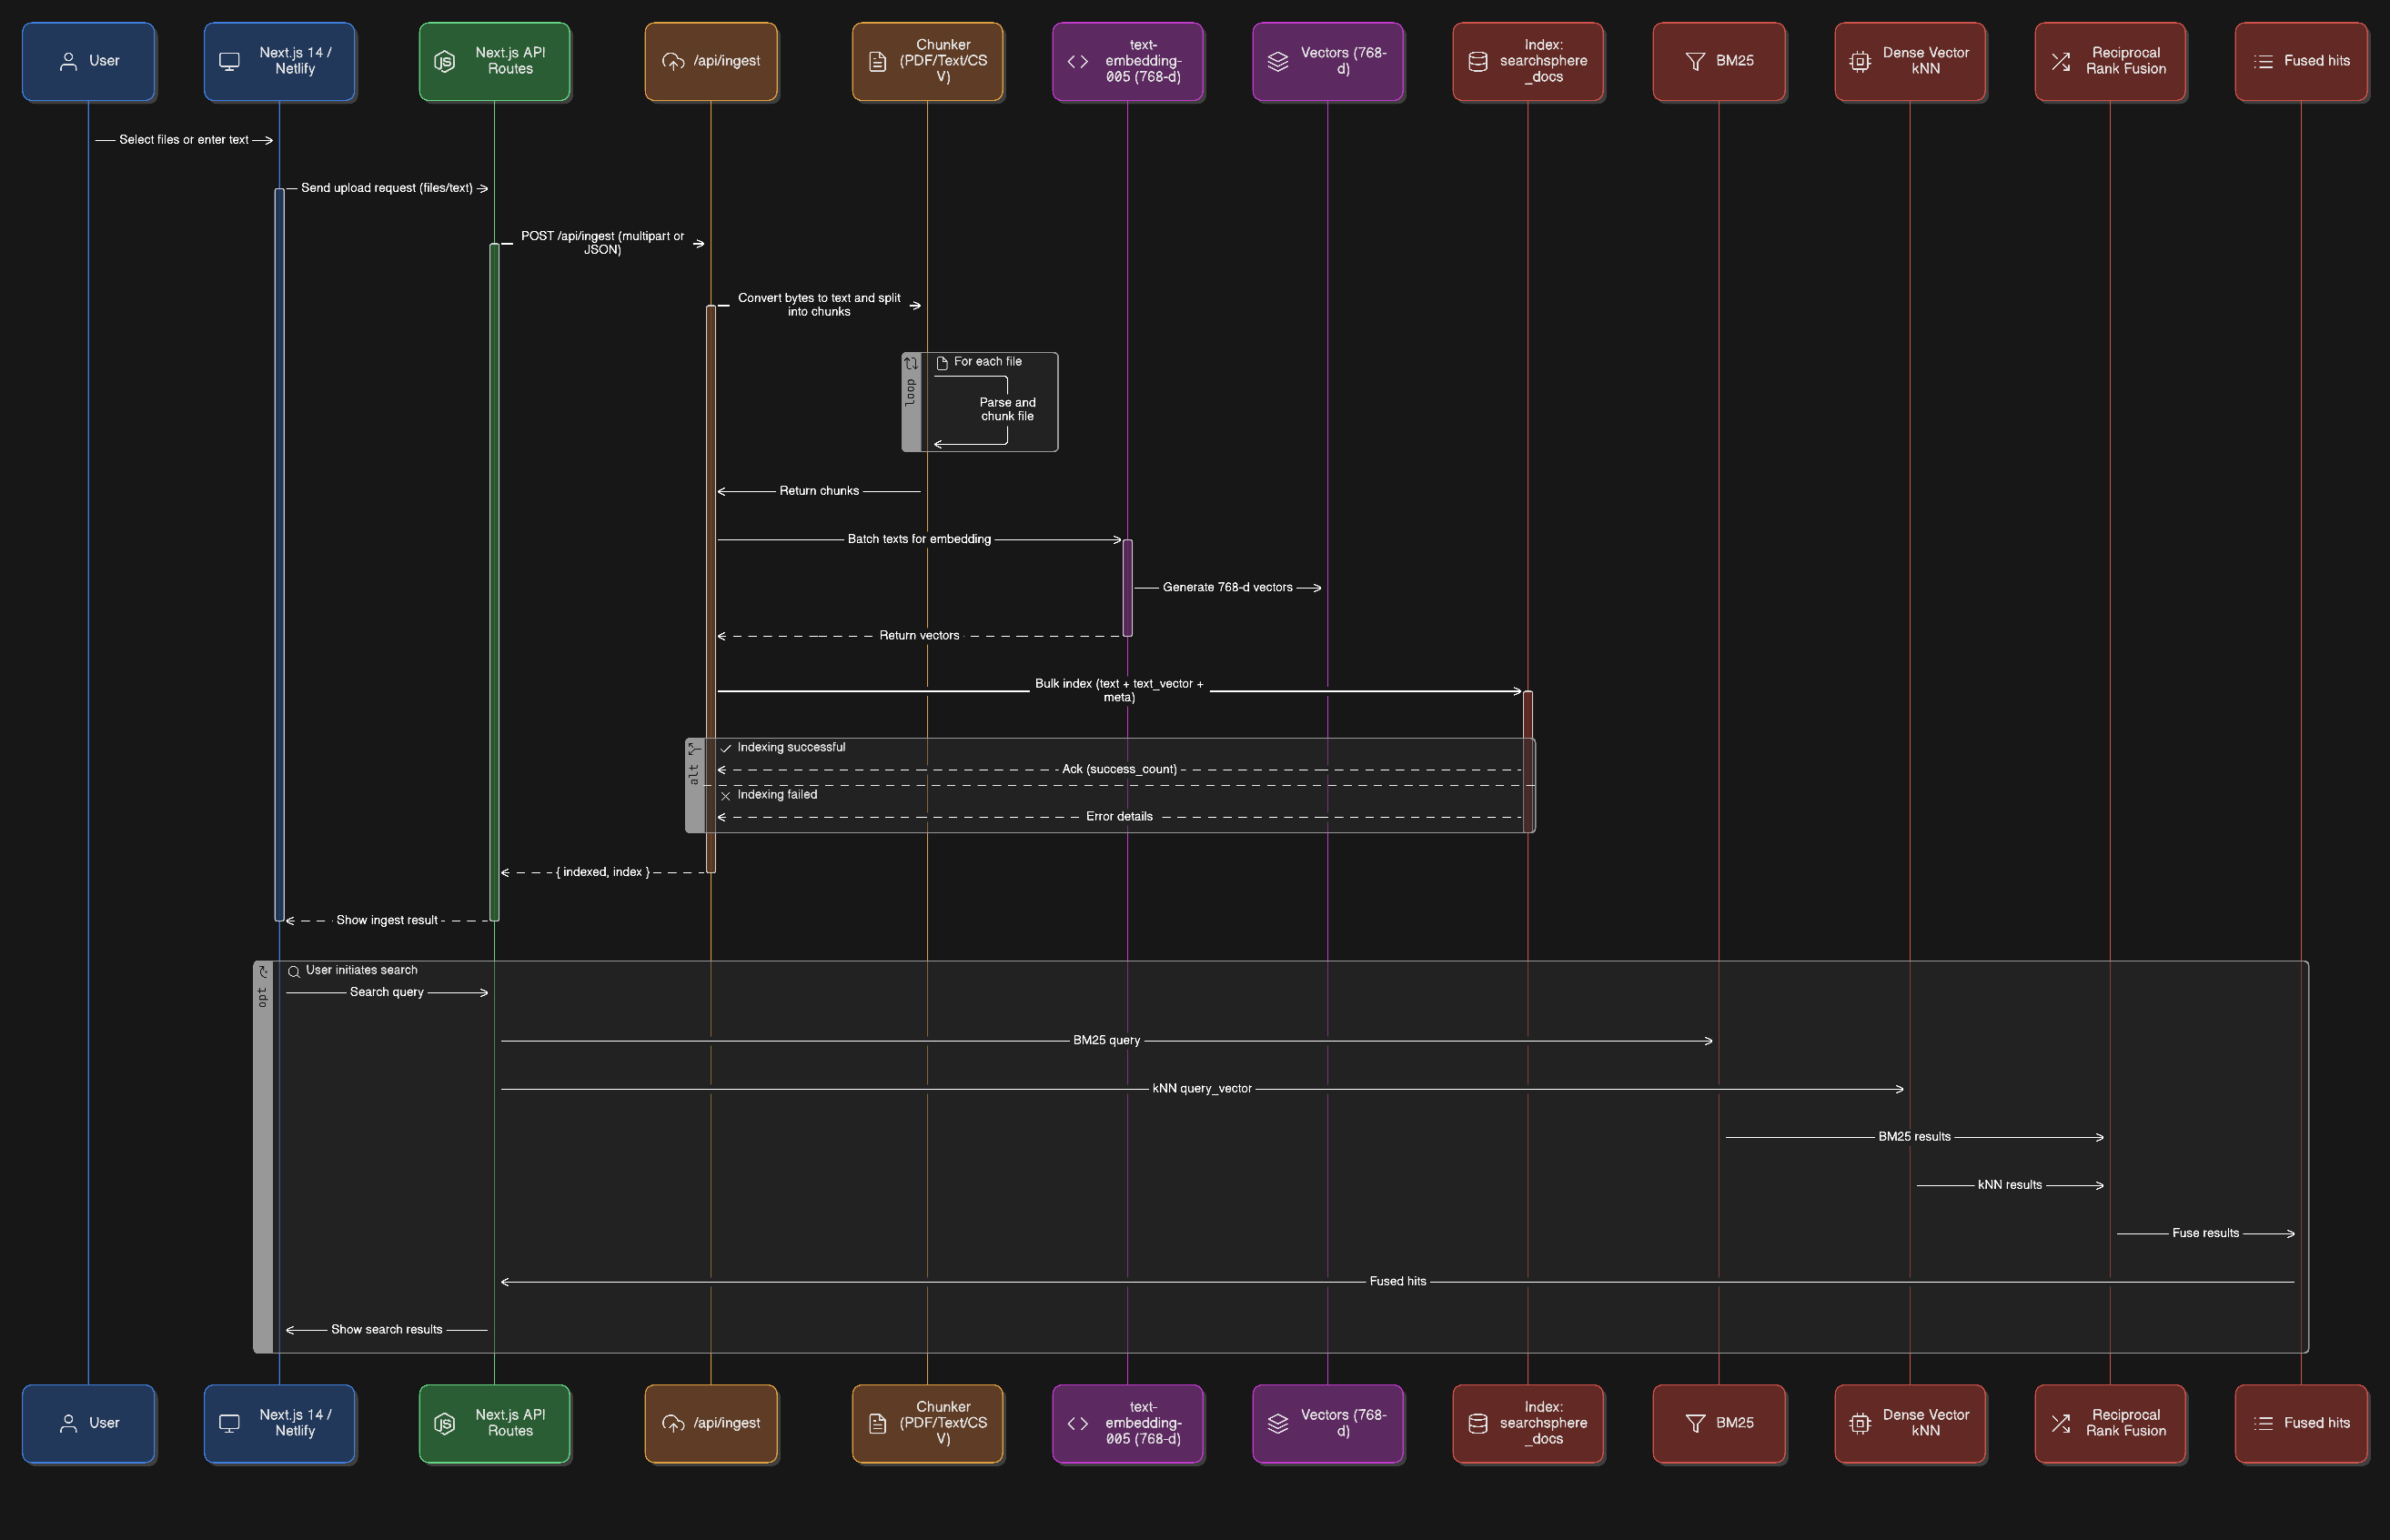 User
Next.js 14 /
Netlify
Next.js API
Routes
/api/ingest
Chunker
(PDF/Text/CS
V)
text-
embedding-
005 (768-d)
Vectors (768-
d)
Index:
searchsphere
_docs
BM25
Dense Vector
kNN
Reciprocal
Rank Fusion
Fused hits
Select files or enter text
Send upload request (files/text)
POST /api/ingest (multipart or
JSON)
Convert bytes to text and split
into chunks
loop
For each file
Parse and
chunk file
Return chunks
Batch texts for embedding
Generate 768-d vectors
Return vectors
Bulk index (text + text_vector +
meta)
alt
Indexing successful
Ack (success_count)
Indexing failed
Error details
{ indexed, index }
Show ingest result
opt
User initiates search
Search query
BM25 query
kNN query_vector
BM25 results
kNN results
Fuse results
Fused hits
Show search results
User
Next.js 14 /
Netlify
Next.js API
Routes
/api/ingest
Chunker
(PDF/Text/CS
V)
text-
embedding-
005 (768-d)
Vectors (768-
d)
Index:
searchsphere
_docs
BM25
Dense Vector
kNN
Reciprocal
Rank Fusion
Fused hits